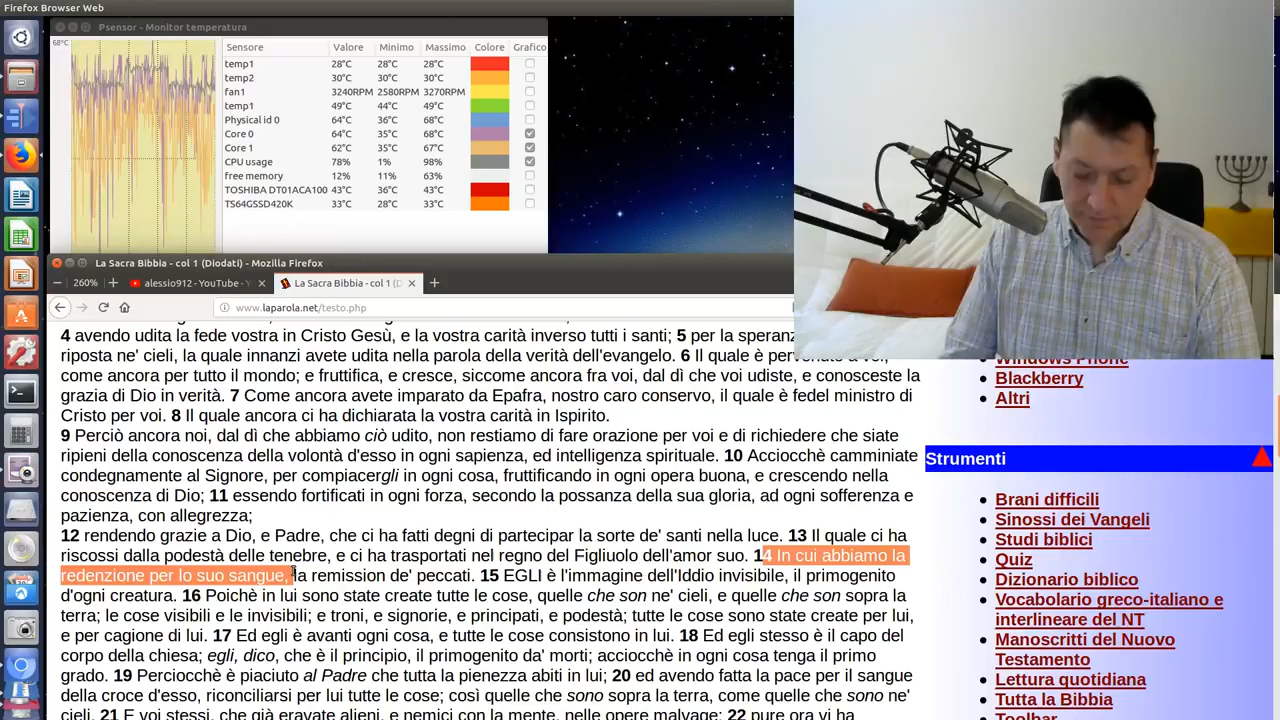 Firefox Browser Web
Psensor - Monitor temperatura
68°C
Sensore Valore Minimo Massimo Colore Grafico
temp1 28°C 28°C 28°C
temp2 30°C 30°C 30°C
fan1 3240RPM 2580RPM 3270RPM
temp1 49°C 44°C 49°C
Physical id 0 64°C 36°C 68°C
Core 0 64°C 35°C 68°C
Core 1 62°C 35°C 67°C
CPU usage 78% 1% 98%
free memory 12% 11% 63%
TOSHIBA DT01ACA100 43°C 36°C 43°C
TS64GSSD420K 33°C 28°C 33°C
La Sacra Bibbia - col 1 (Diodati) - Mozilla Firefox
260% alessio912 - YouTube - Y La Sacra Bibbia - col 1 (D
www.laparola.net/testo.php
4 avendo udita la fede vostra in Cristo Gesù, e la vostra carità inverso tutti i santi; 5 per la speranz
riposta ne' cieli, la quale innanzi avete udita nella parola della verità dell'evangelo. 6 Il quale è
come ancora per tutto il mondo; e fruttifica, e cresce, siccome ancora fra voi, dal dì che voi udiste, e conosceste la
grazia di Dio in verità. 7 Come ancora avete imparato da Epafra, nostro caro conservo, il quale è fedel ministro di
Cristo per voi. 8 Il quale ancora ci ha dichiarata la vostra carità in Ispirito.
9 Perciò ancora noi, dal dì che abbiamo ciò udito, non restiamo di fare orazione per voi e di richiedere che siate
ripieni della conoscenza della volontà d'esso in ogni sapienza, ed intelligenza spirituale. 10 Acciocchè camminiate
condegnamente al Signore, per compiacergli in ogni cosa, fruttificando in ogni opera buona, e crescendo nella
conoscenza di Dio; 11 essendo fortificati in ogni forza, secondo la possanza della sua gloria, ad ogni sofferenza e
pazienza, con allegrezza;
12 rendendo grazie a Dio, e Padre, che ci ha fatti degni di partecipar la sorte de' santi nella luce. 13 Il quale ci ha
riscossi dalla podestà delle tenebre, e ci ha trasportati nel regno del Figliuolo dell'amor suo. 14 In cui abbiamo la
redenzione per lo suo sangue, la remission de' peccati. 15 EGLI è l'immagine dell'Iddio invisibile, il primogenito
d'ogni creatura. 16 Poichè in lui sono state create tutte le cose, quelle che son ne' cieli, e quelle che son sopra la
terra; le cose visibili e le invisibili; e troni, e signorie, e principati, e podestà; tutte le cose sono state create per lui,
e per cagione di lui. 17 Ed egli è avanti ogni cosa, e tutte le cose consistono in lui. 18 Ed egli stesso è il capo del
corpo della chiesa; egli, dico, che è il principio, il primogenito da' morti; acciocchè in ogni cosa tenga il primo
grado. 19 Perciocchè è piaciuto al Padre che tutta la pienezza abiti in lui; 20 ed avendo fatta la pace per il sangue
della croce d'esso, riconciliarsi per lui tutte le cose; così quelle che sono sopra la terra, come quelle che sono ne'
cieli. 21 E voi stessi, che già eravate alieni, e nemici con la mente, nelle opere malvage; 22 pure ora vi ha
Windows Phone
Blackberry
Altri
Strumenti
Brani difficili
Sinossi dei Vangeli
Studi biblici
Quiz
Dizionario biblico
Vocabolario greco-italiano e
interlineare del NT
Manoscritti del Nuovo
Testamento
Lettura quotidiana
Tutta la Bibbia
Toolbar